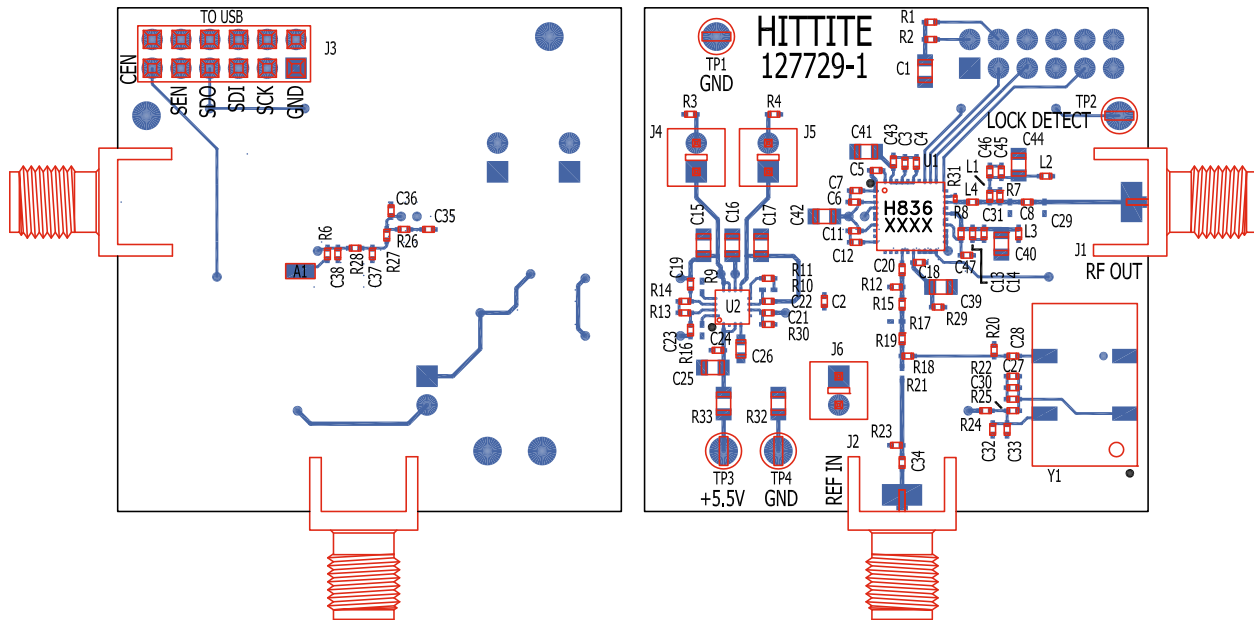 TO USB
J3
CEN
SEN
SDO
SDI
SCK
GND
C36
C35
R26
R27
R6
C38
R28
C37
A1
HITTITE
127729-1
TP1
GND
R1
R2
C1
TP2
LOCK DETECT
R3
R4
J4
J5
C41
C43
C3
C4
U1
C5
C7
C6
C42
C11
C12
H836
XXXX
R31
L1
C46
C45
C44
L2
L4
R7
R8
C31
C8
C29
L3
C40
C47
C13
C14
J1
RF OUT
C15
C16
C17
C19
R9
R11
R10
R14
R13
U2
C22
C21
R30
C2
C23
R16
C24
C26
C25
C20
C18
R12
R15
C39
R29
R17
R19
R18
R21
J6
R20
C28
R22
C27
C30
R25
R24
C32
C33
Y1
R33
R32
TP3
+5.5V
TP4
GND
R23
C34
J2
REF IN